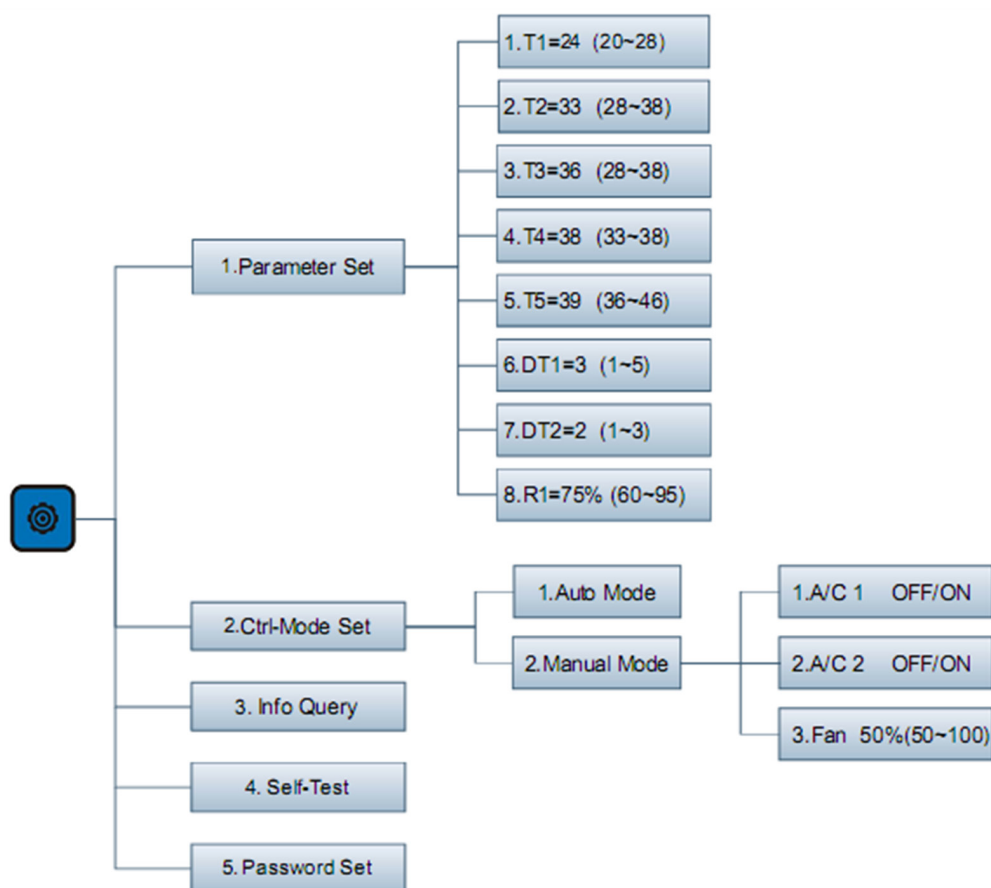 1.T1=24 (20~28)
2.T2=33 (28~38)
3.T3=36 (28~38)
4.T4=38 (33~38)
1.Parameter Set
5.T5=39 (36~46)
6.DT1=3 (1~5)
7.DT2=2 (1~3)
8.R1=75% (60~95)
2.Ctrl-Mode Set
1.Auto Mode
2.Manual Mode
1.A/C 1 OFF/ON
2.A/C 2 OFF/ON
3.Fan 50%(50~100)
3. Info Query
4. Self-Test
5. Password Set